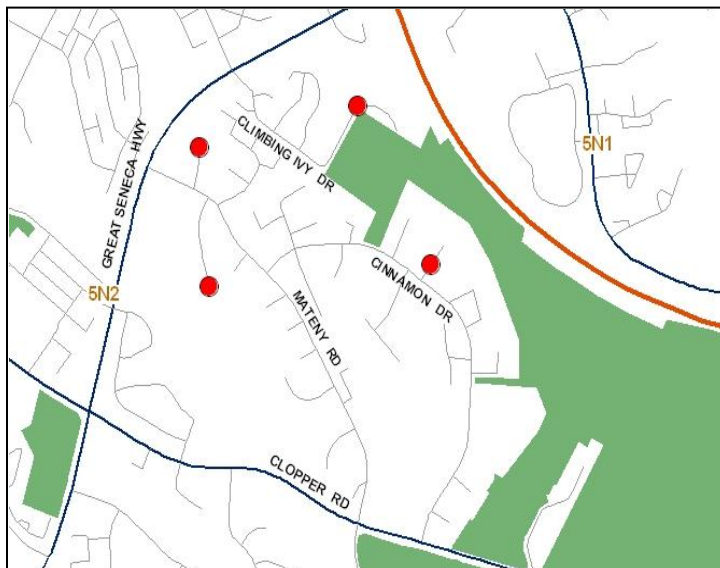 CLIMBING IVY DR
5N1
GREAT SENECA HWY
5N2
CINNAMON DR
MATENY RD
CLOPPER RD